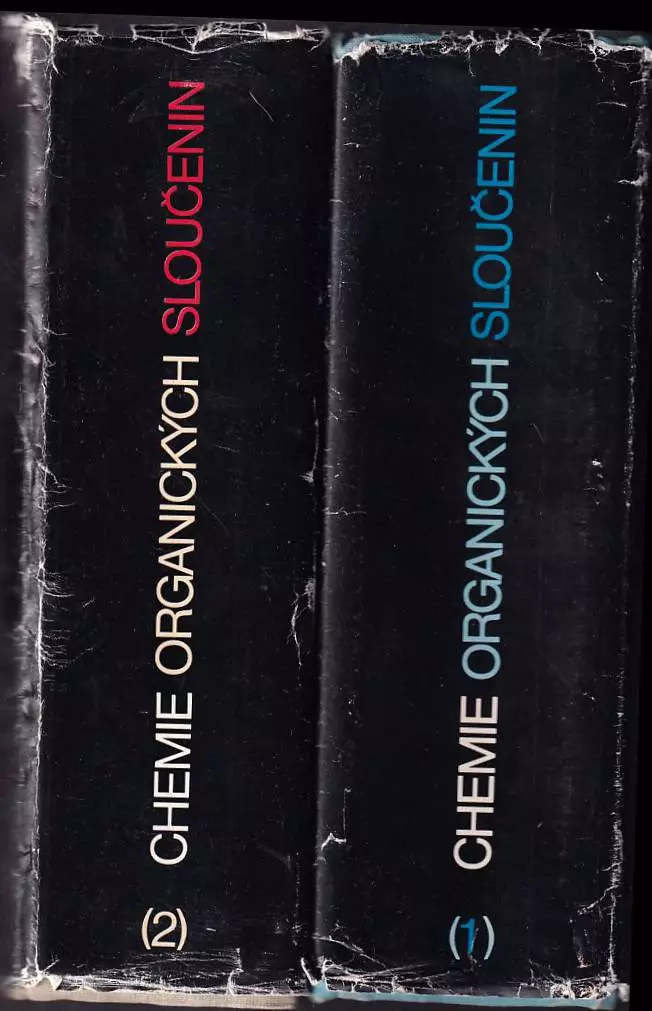 (2) CHEMIE ORGANICKÝCH SLOUČENIN
(1) CHEMIE ORGANICKÝCH SLOUČENIN